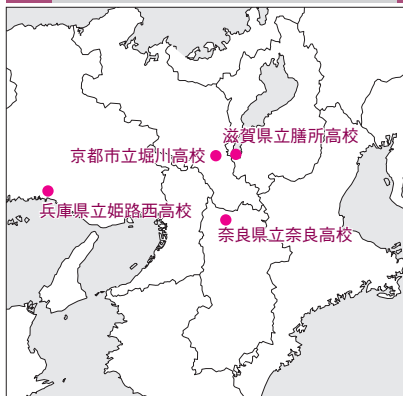 滋賀県立膳所高校
京都市立堀川高校
兵庫県立姫路西高校
奈良県立奈良高校